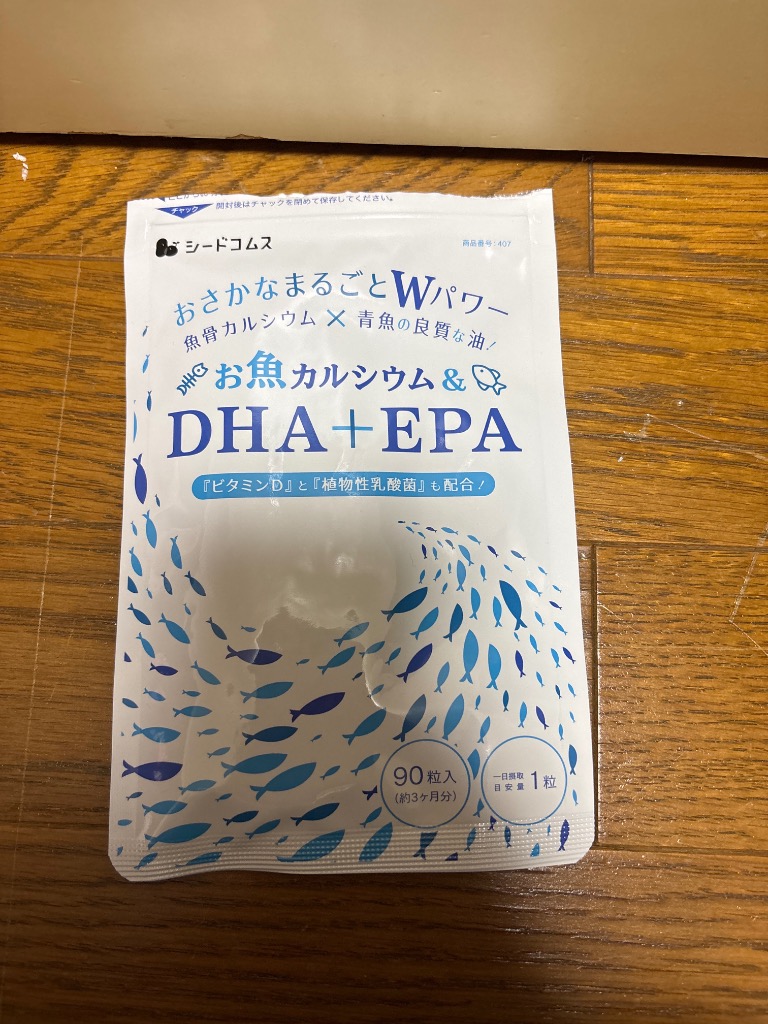 チャック
開封後はチャックを閉めて保存してください。
シードコムス
商品番号:407
おさかなまるごとWパワー
魚骨カルシウム×青魚の良質な油!
お魚カルシウム&
DHA+EPA
『ビタミンD』と『植物性乳酸菌』も配合!
90粒入
(約3ヶ月分)
一日摂取
目安量
1粒